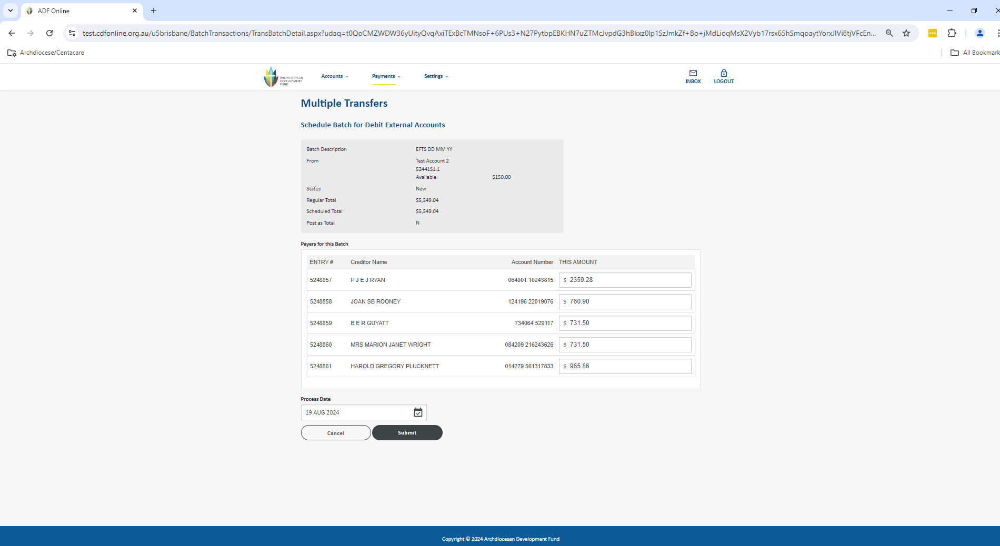 ADF Online
test.cdfonline.org.au/u5brisbane/BatchTransactions/TransBatchDetail.aspx?udaq=t0QoCMZWDW36yUityQvqAxiTExBcTMNsoF+6PUs3+N27PytbpEBKHN7uZTMcJvpdG3hBkxz0Ip1SzJmkZf+Bo+jMdLioqMsX2Vyb17rsx65hSmqoaytYorxJIVi8tjVFcEn...
Archdiocese/Centacare
All Bookmark
ARCHDIOCESAN
DEVELOPMENT
FUND
Accounts
Payments
Settings
INBOX
LOGOUT
Multiple Transfers
Schedule Batch for Debit External Accounts
Batch Description EFTS DD MM YY
From Test Account 2
52441S1.1
Available $150.00
Status New
Regular Total $5,549.04
Scheduled Total $5,549.04
Post as Total N
Payers for this Batch
ENTRY # Creditor Name Account Number THIS AMOUNT
5248857 P J E J RYAN 064001 10243815 $ 2359.28
5248858 JOAN SB ROONEY 124196 22019076 $ 760.90
5248859 B E R GUYATT 734064 529117 $ 731.50
5248860 MRS MARION JANET WRIGHT 084209 216243626 $ 731.50
5248861 HAROLD GREGORY PLUCKNETT 014279 561317833 $ 965.86
Process Date
19 AUG 2024
Cancel Submit
Copyright © 2024 Archdiocesan Development Fund